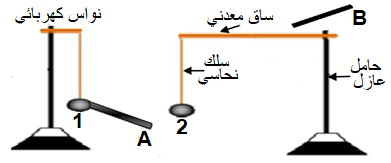 نواس كهربائي
ساق معدني
B
سلك
نحاسي
حامل
عازل
1
A
2